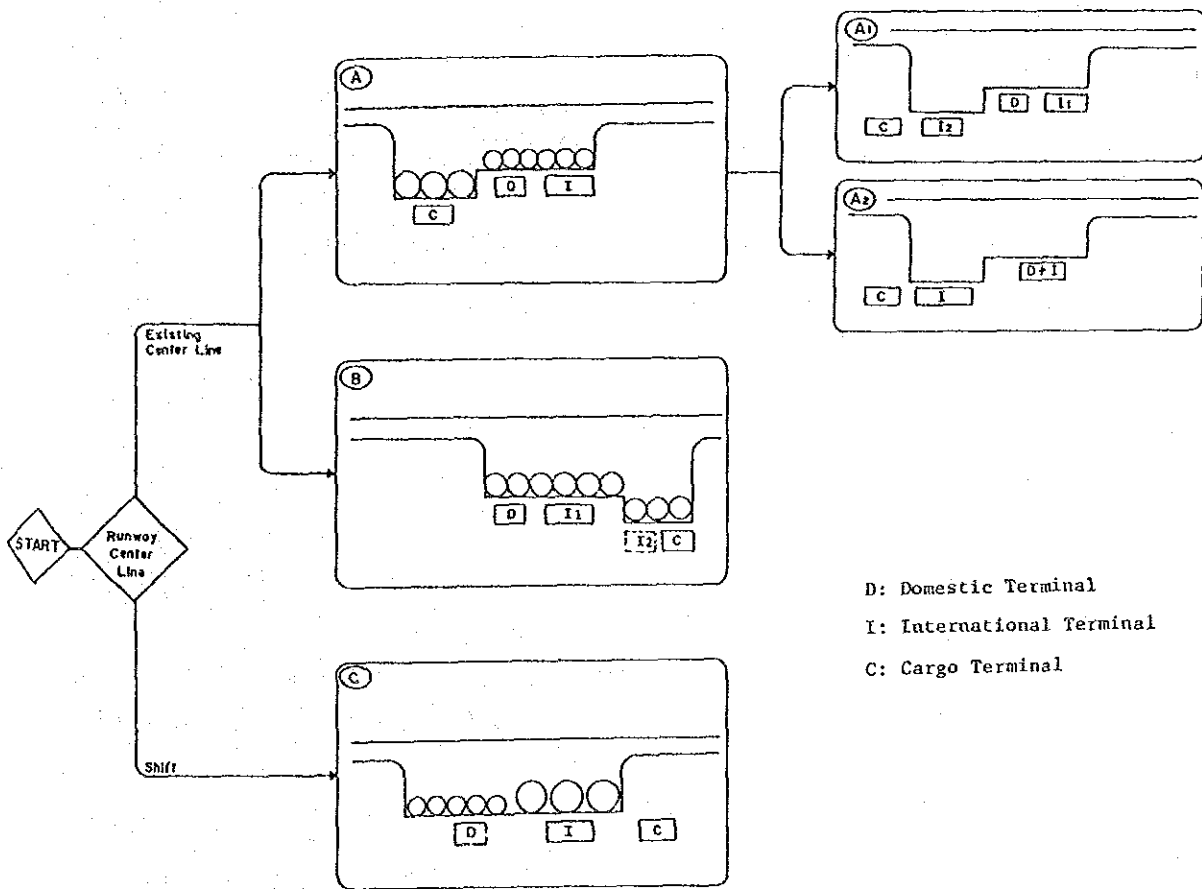 START
Runway
Center
Line
Existing
Center Line
Shift
A
D
I
C
B
D
I1
I2
C
C
D
I
C
A1
D
I1
C
I2
A2
D+I
C
I
D: Domestic Terminal
I: International Terminal
C: Cargo Terminal